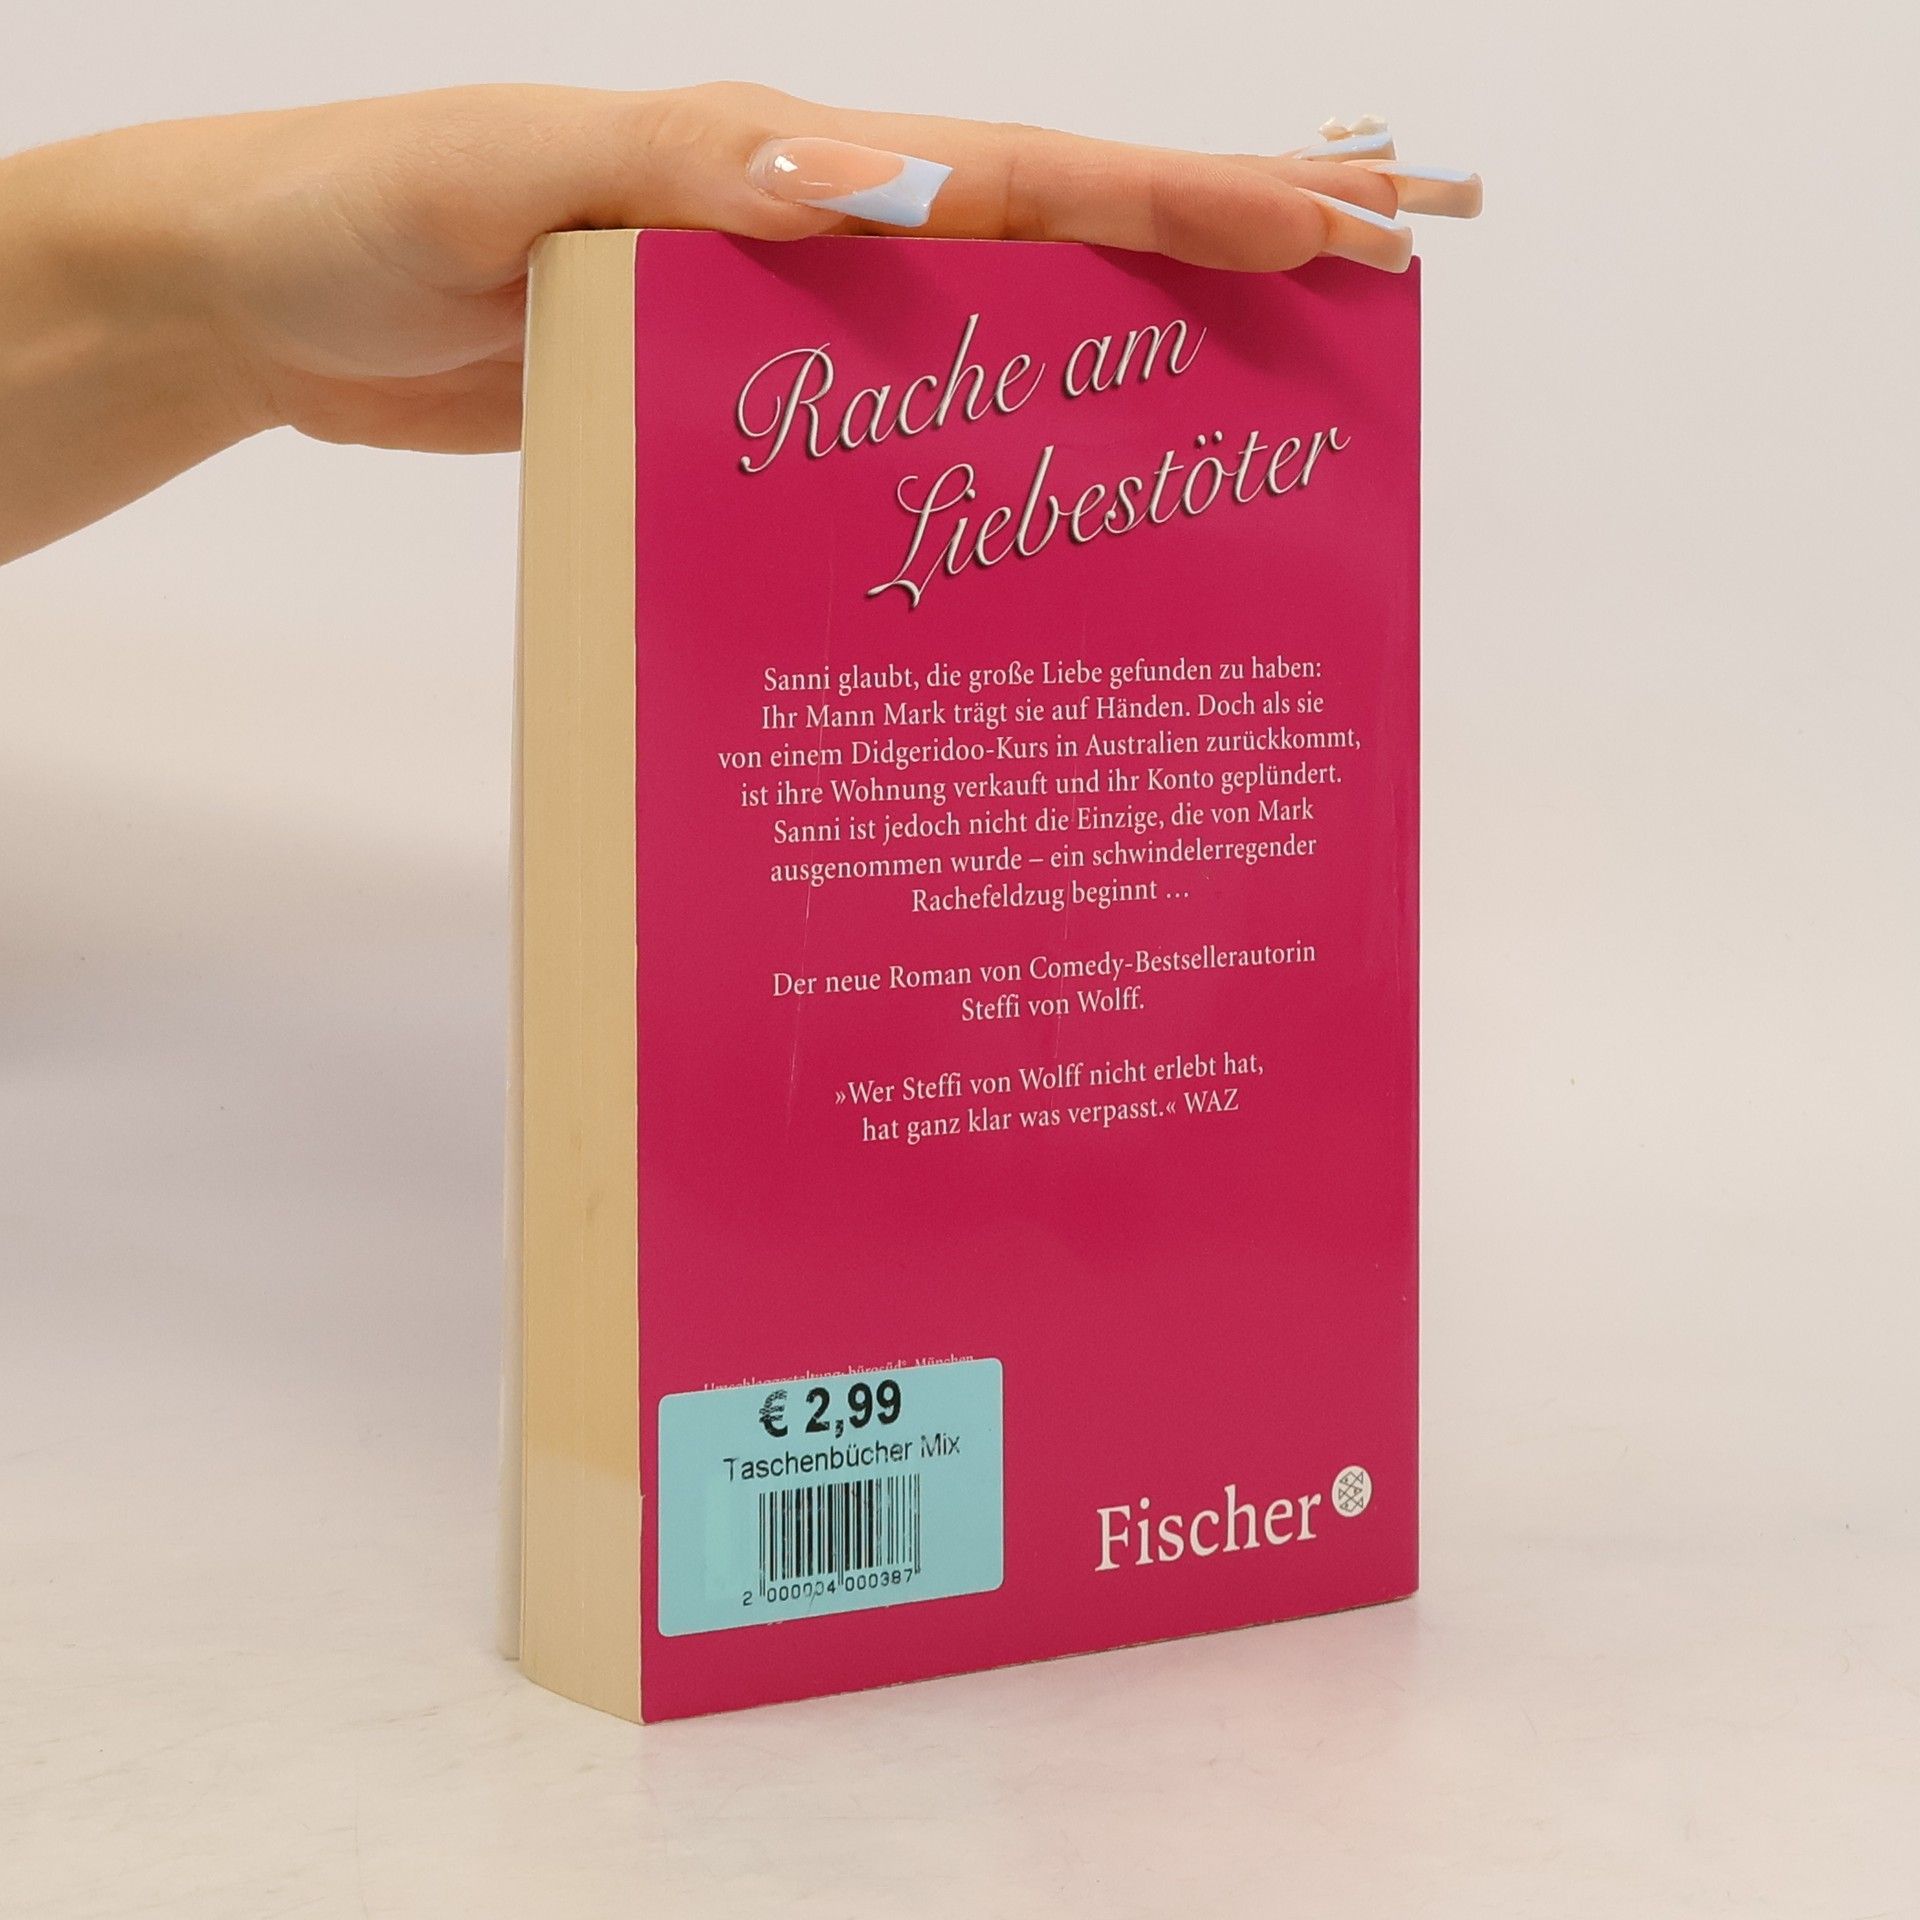 Rache am
Liebestöter
Sanni glaubt, die große Liebe gefunden zu haben:
Ihr Mann Mark trägt sie auf Händen. Doch als sie
von einem Didgeridoo-Kurs in Australien zurückkommt,
ist ihre Wohnung verkauft und ihr Konto geplündert.
Sanni ist jedoch nicht die Einzige, die von Mark
ausgenommen wurde – ein schwindelerregender
Rachefeldzug beginnt …
Der neue Roman von Comedy-Bestsellerautorin
Steffi von Wolff.
»Wer Steffi von Wolff nicht erlebt hat,
hat ganz klar was verpasst.« WAZ
Umschlaggestaltung: bürosüd°, München
€ 2,99
Taschenbücher Mix
2 000004 000387
Fischer